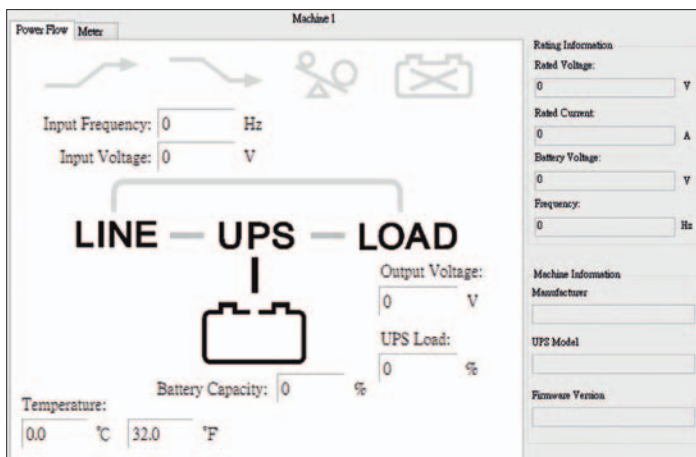 Machine 1
Power Flow Meter
Input Frequency: 0 Hz
Input Voltage: 0 V
LINE UPS LOAD
Output Voltage:
0 V
UPS Load:
0 %
Battery Capacity: 0 %
Temperature:
0.0 °C 32.0 °F
Rating Information
Rated Voltage:
0 V
Rated Current:
0 A
Battery Voltage:
0 V
Frequency:
0 Hz
Machine Information
Manufacturer
UPS Model
Firmware Version